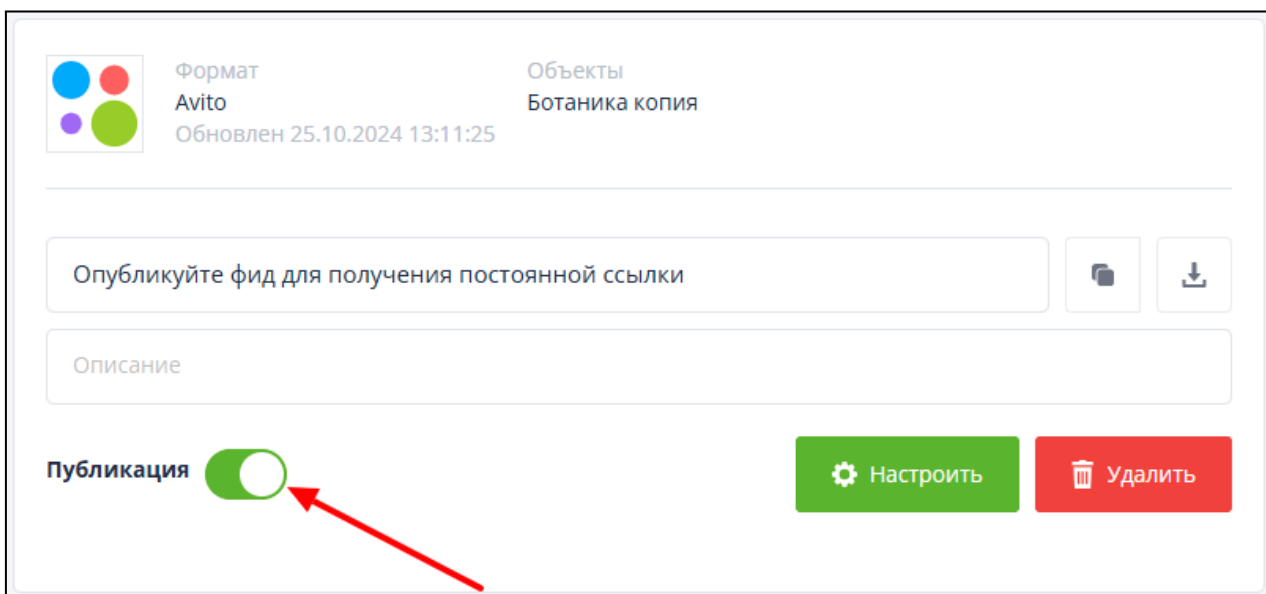 Формат
Avito
Обновлен 25.10.2024 13:11:25
Объекты
Ботаника копия
Опубликуйте фид для получения постоянной ссылки
Описание
Публикация
Настроить
Удалить